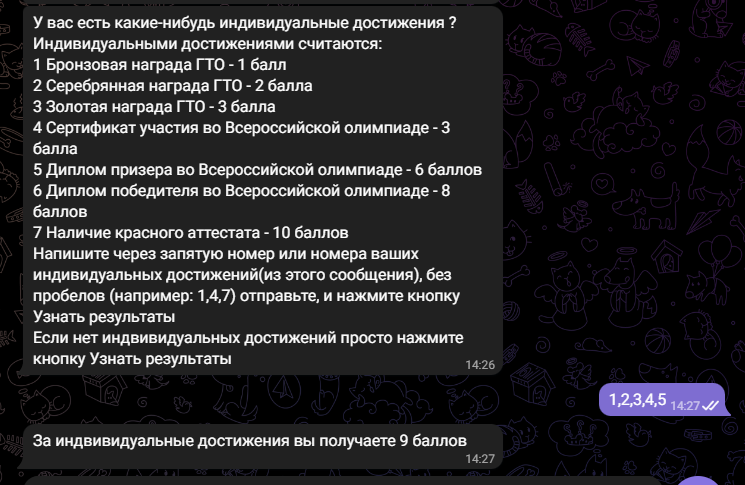 У вас есть какие-нибудь индивидуальные достижения ?
Индивидуальными достижениями считаются:
1 Бронзовая награда ГТО - 1 балл
2 Серебрянная награда ГТО - 2 балла
3 Золотая награда ГТО - 3 балла
4 Сертификат участия во Всероссийской олимпиаде - 3
балла
5 Диплом призера во Всероссийской олимпиаде - 6 баллов
6 Диплом победителя во Всероссийской олимпиаде - 8
баллов
7 Наличие красного аттестата - 10 баллов
Напишите через запятую номер или номера ваших
индивидуальных достижений(из этого сообщения), без
пробелов (например: 1,4,7) отправьте, и нажмите кнопку
Узнать результаты
Если нет индвивидуальных достижений просто нажмите
кнопку Узнать результаты
14:26
1,2,3,4,5 14:27
За индвивидуальные достижения вы получаете 9 баллов
14:27